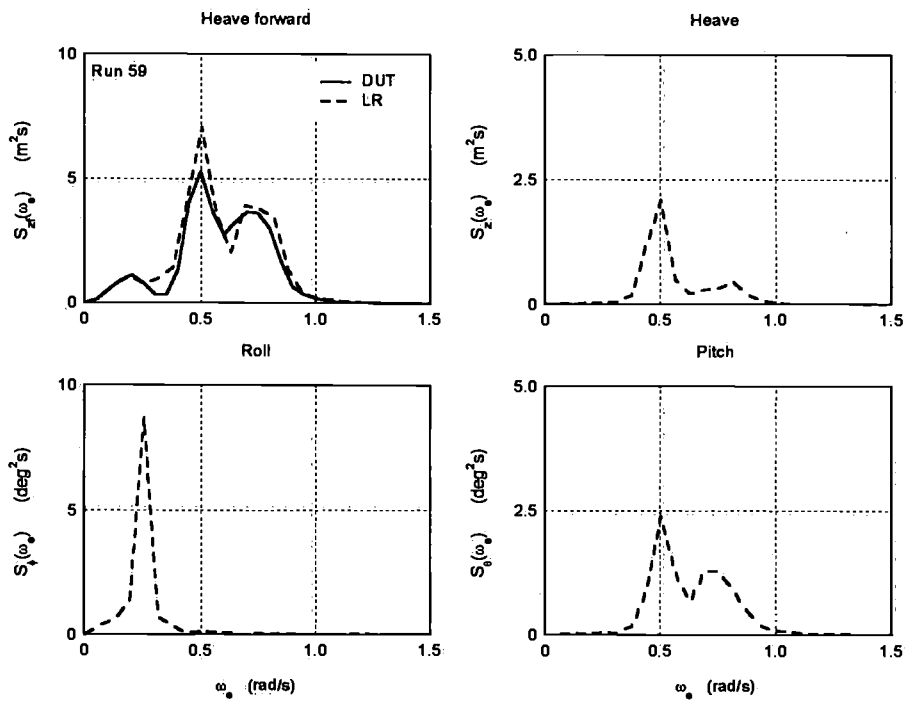 Heave forward
10
Run 59
DUT
LR
5
0
0 0.5 1.0 1.5
S_zf(ω_e) (m²s)
Heave
5.0
2.5
0
0 0.5 1.0 1.5
S_z(ω_e) (m²s)
Roll
10
5
0
0 0.5 1.0 1.5
S_ϕ(ω_e) (deg²s)
ω_e (rad/s)
Pitch
5.0
2.5
0
0 0.5 1.0 1.5
S_θ(ω_e) (deg²s)
ω_e (rad/s)